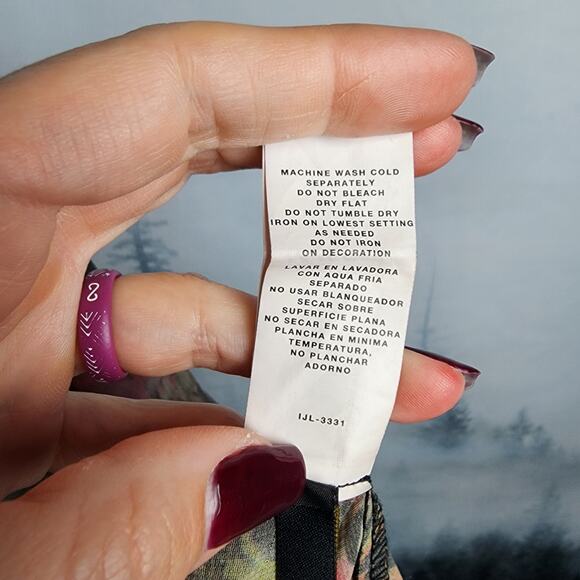 MACHINE WASH COLD
SEPARATELY
DO NOT BLEACH
DRY FLAT
DO NOT TUMBLE DRY
IRON ON LOWEST SETTING
AS NEEDED
DO NOT IRON
ON DECORATION
LAVAR EN LAVADORA
CON AQUA FRIA
SEPARADO
NO USAR BLANQUEADOR
SECAR SOBRE
SUPERFICIE PLANA
NO SECAR EN SECADORA
PLANCHA EN MINIMA
TEMPERATURA,
NO PLANCHAR
ADORNO
IJL-3331